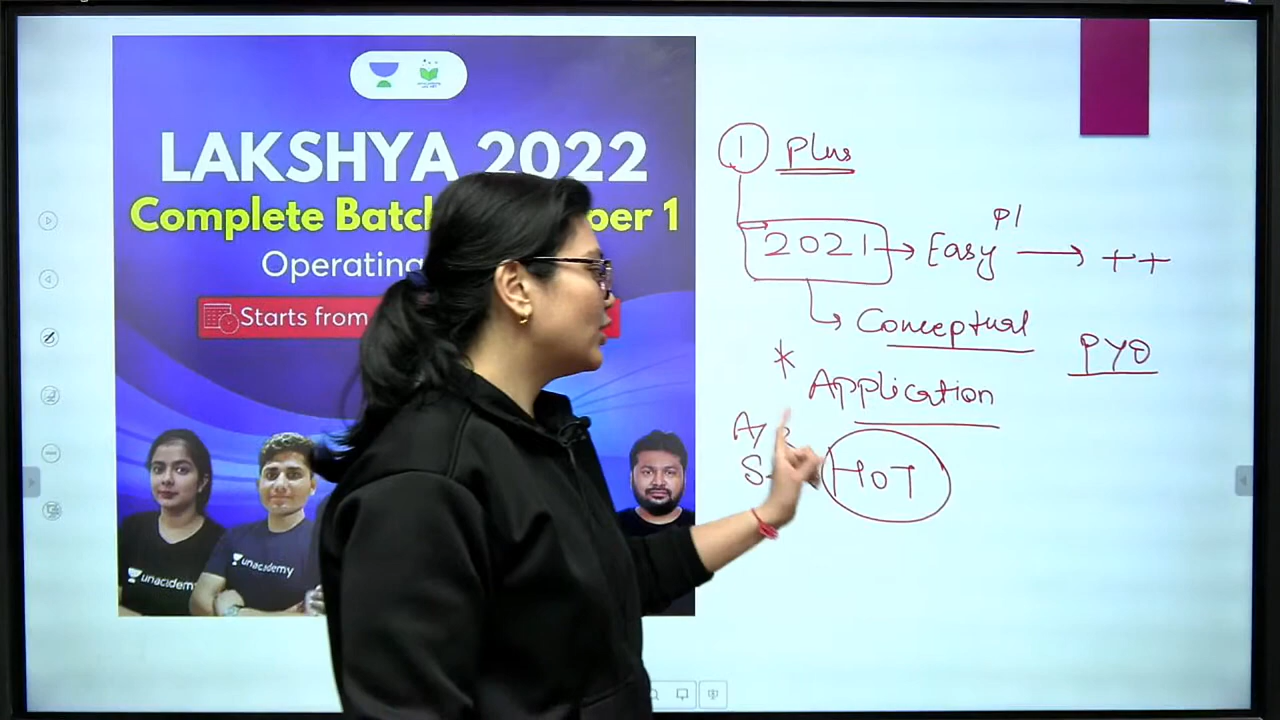 LAKSHYA 2022
Complete Batch per 1
Operating
Starts from
unacademy
unacademy
1 Plus
2021 → Easy p1 → ++
Conceptual
PYQ
* Application
HOT